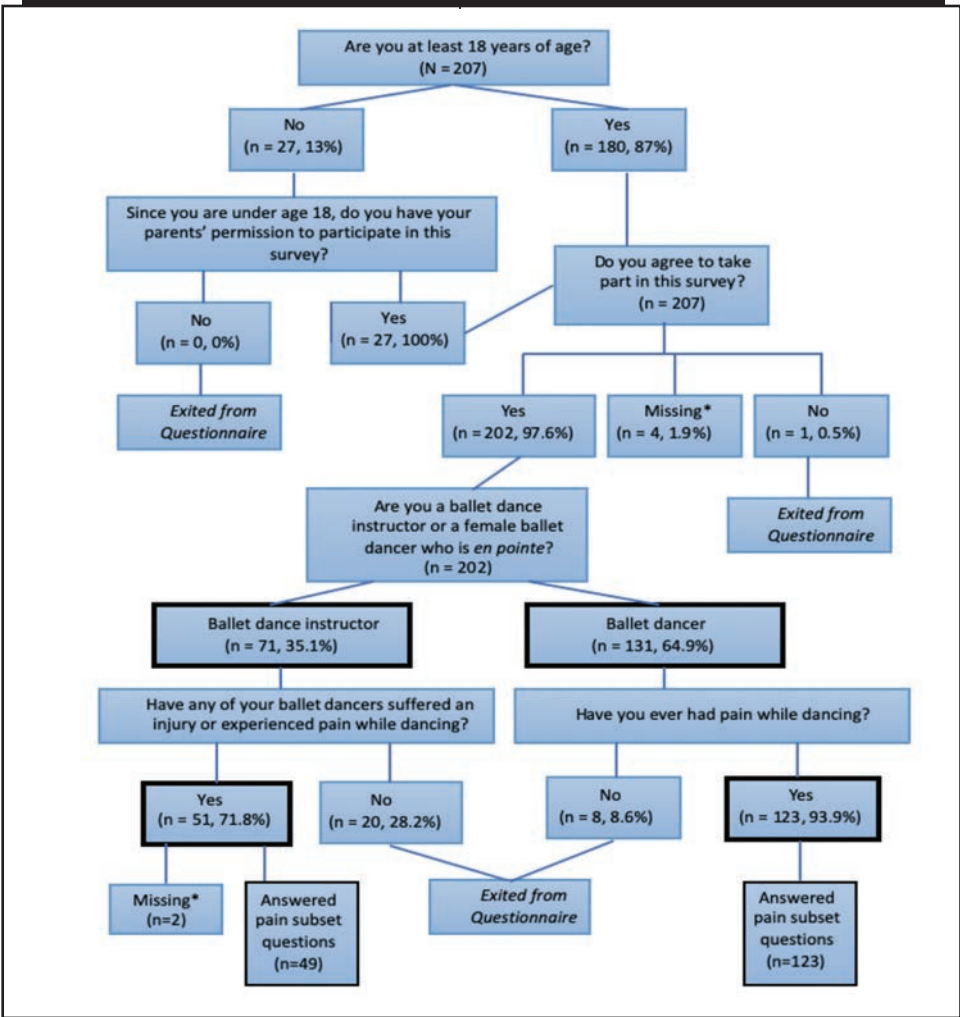 Are you at least 18 years of age?
(N = 207)
No
(n = 27, 13%)
Yes
(n = 180, 87%)
Since you are under age 18, do you have your
parents’ permission to participate in this
survey?
Do you agree to take
part in this survey?
(n = 207)
No
(n = 0, 0%)
Yes
(n = 27, 100%)
Exited from
Questionnaire
Yes
(n = 202, 97.6%)
Missing*
(n = 4, 1.9%)
No
(n = 1, 0.5%)
Exited from
Questionnaire
Are you a ballet dance
instructor or a female ballet
dancer who is en pointe?
(n = 202)
Ballet dance instructor
(n = 71, 35.1%)
Ballet dancer
(n = 131, 64.9%)
Have any of your ballet dancers suffered an
injury or experienced pain while dancing?
Have you ever had pain while dancing?
Yes
(n = 51, 71.8%)
No
(n = 20, 28.2%)
No
(n = 8, 8.6%)
Yes
(n = 123, 93.9%)
Missing*
(n=2)
Answered
pain subset
questions
(n=49)
Exited from
Questionnaire
Answered
pain subset
questions
(n=123)